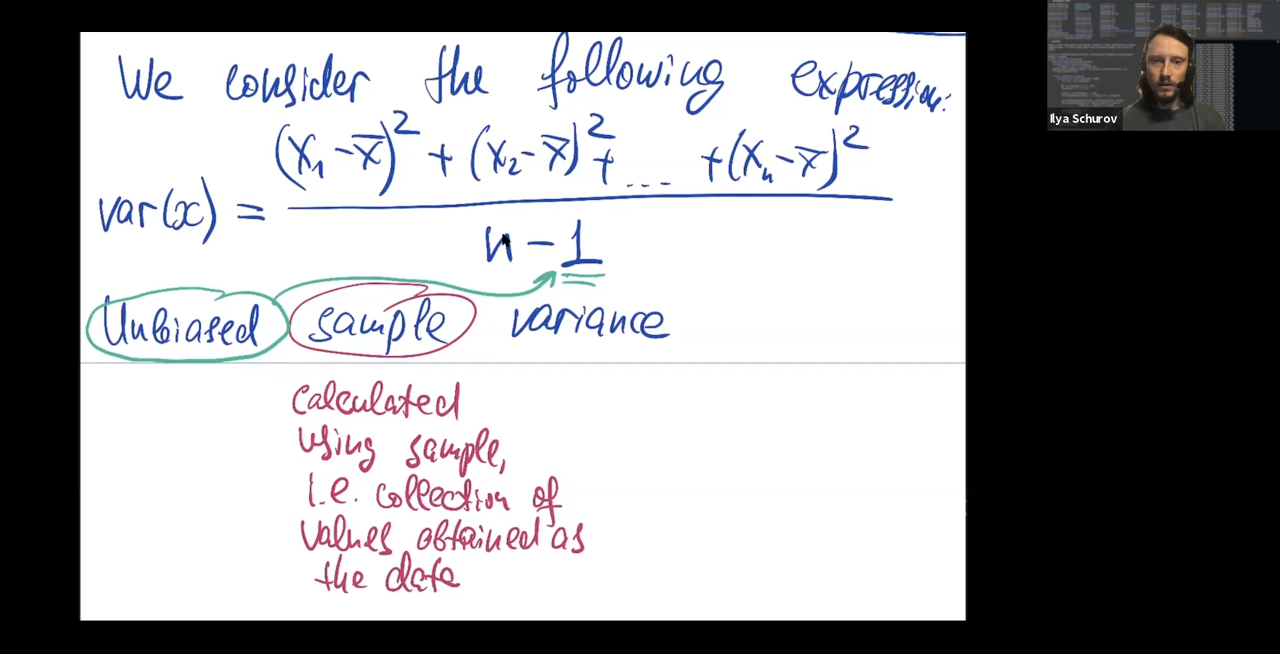 We consider the following expression:
var(x) = ((x₁ - x̅)² + (x₂ - x̅)² + ... + (xₙ - x̅)²) / (n - 1)
Unbiased sample variance
calculated
using sample,
i.e. collection of
values obtained as
the data
Ilya Schurov